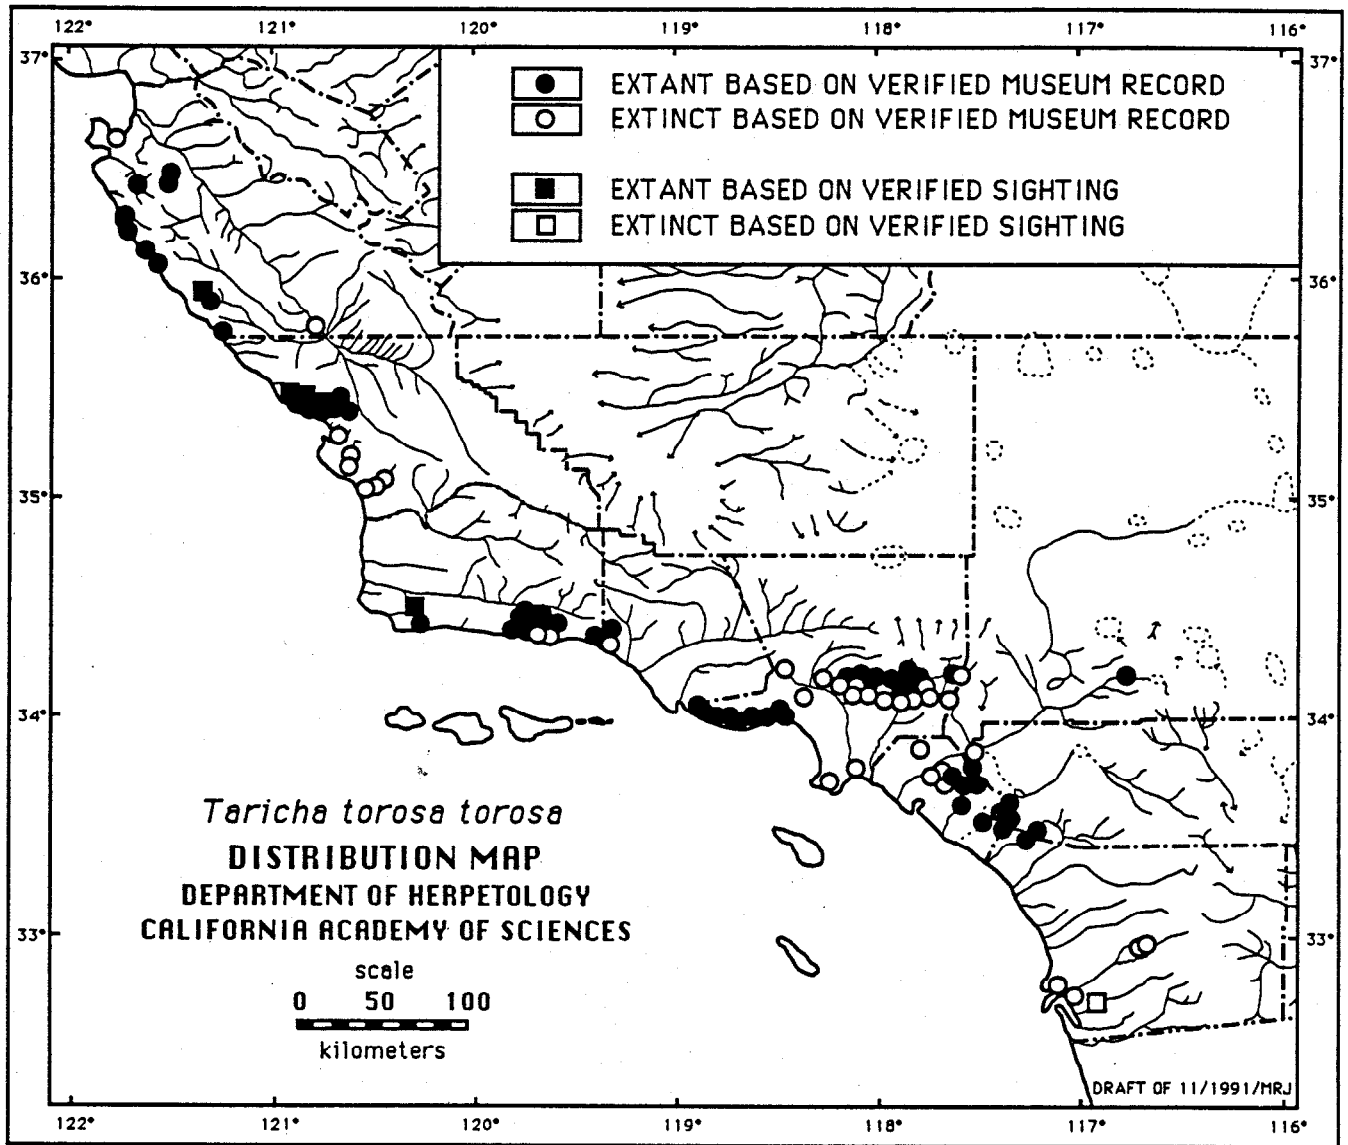 122° 121° 120° 119° 118° 117° 116°
37° 37°
EXTANT BASED ON VERIFIED MUSEUM RECORD
EXTINCT BASED ON VERIFIED MUSEUM RECORD
EXTANT BASED ON VERIFIED SIGHTING
EXTINCT BASED ON VERIFIED SIGHTING
36° 36°
35° 35°
34° 34°
Taricha torosa torosa
DISTRIBUTION MAP
DEPARTMENT OF HERPETOLOGY
CALIFORNIA ACADEMY OF SCIENCES
33° 33°
scale
0 50 100
kilometers
DRAFT OF 11/1991/MRJ
122° 121° 120° 119° 118° 117° 116°